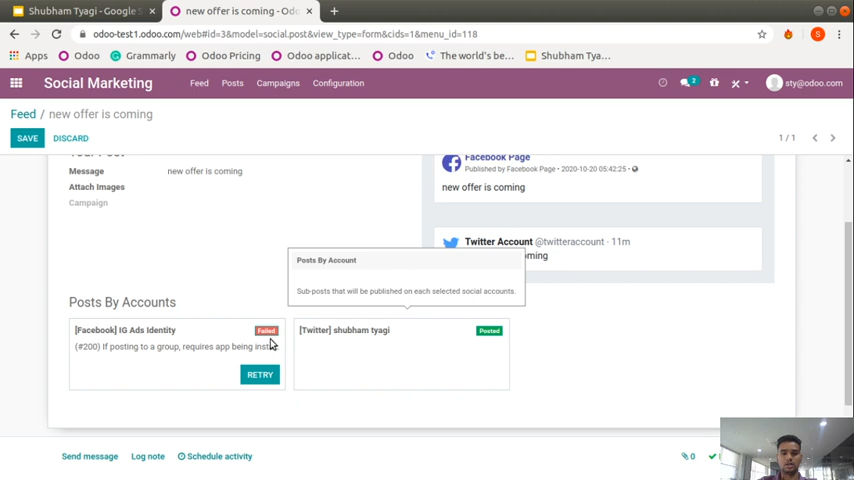 Shubham Tyagi - Google S
new offer is coming - Odo
odoo-test1.odoo.com/web#id=3&model=social.post&view_type=form&cids=1&menu_id=118
Apps
Odoo
Grammarly
Odoo Pricing
Odoo applicat...
Odoo
The world's be...
Shubham Tya...
Social Marketing
Feed
Posts
Campaigns
Configuration
2
sty@odoo.com
Feed / new offer is coming
SAVE
DISCARD
1 / 1
Message
new offer is coming
Attach Images
Campaign
Facebook Page
Published by Facebook Page • 2020-10-20 05:42:25 •
new offer is coming
Twitter Account @twitteraccount · 11m
oming
Posts By Account
Sub-posts that will be published on each selected social accounts.
Posts By Accounts
[Facebook] IG Ads Identity
Failed
(#200) If posting to a group, requires app being inst
RETRY
[Twitter] shubham tyagi
Posted
Send message
Log note
Schedule activity
0